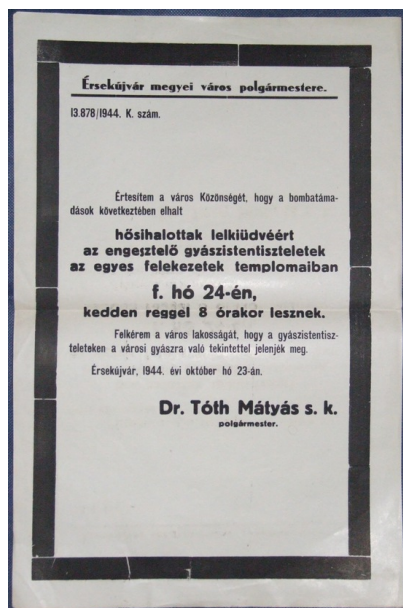 Érsekújvár megyei város polgármestere.
13.878/1944. K. szám.
Értesítem a város Közönségét, hogy a bombatáma-
dások következtében elhalt
hősihalottak lelkiüdvéért
az engesztelő gyászistentiszteletek
az egyes felekezetek templomaiban
f. hó 24-én,
kedden reggel 8 órakor lesznek.
Felkérem a város lakosságát, hogy a gyászistentisz-
teleteken a városi gyászra való tekintettel jelenjék meg.
Érsekújvár, 1944. évi október hó 23-án.
Dr. Tóth Mátyás s. k.
polgármester.